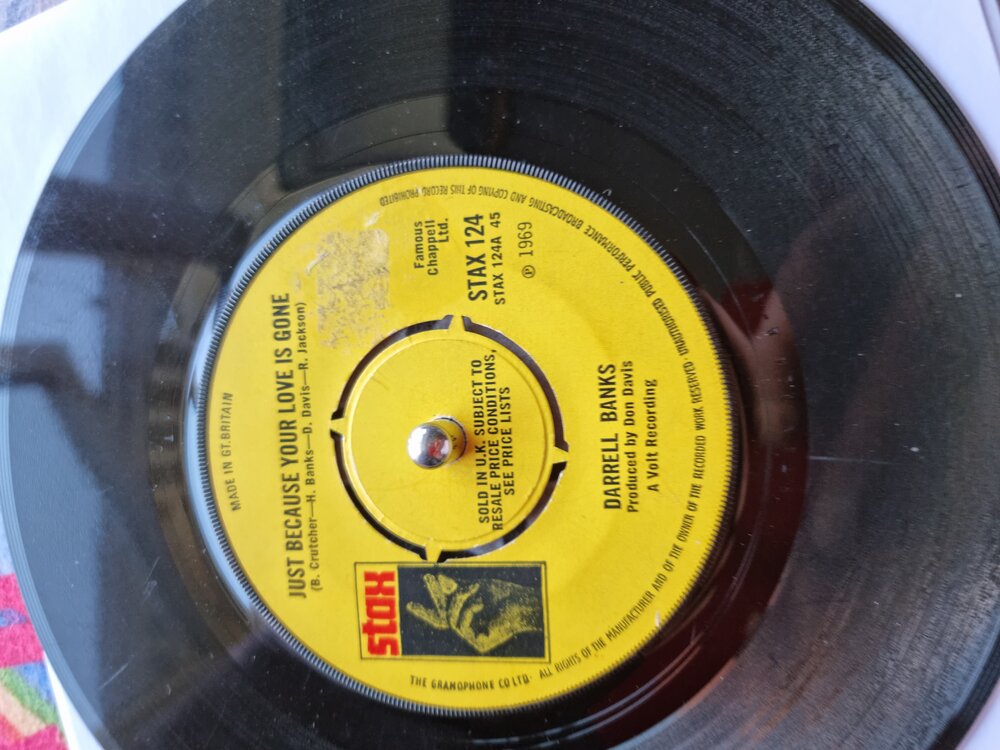 MADE IN GT. BRITAIN
JUST BECAUSE YOUR LOVE IS GONE
(B. Crutcher—H. Banks—D. Davis—R. Jackson)
stax
Famous
Chappell
Ltd.
STAX 124
STAX 124A 45
℗ 1969
SOLD IN U.K. SUBJECT TO
RESALE PRICE CONDITIONS,
SEE PRICE LISTS
DARRELL BANKS
Produced by Don Davis
A Volt Recording
THE GRAMOPHONE CO LTD· ALL RIGHTS OF THE MANUFACTURER AND OF THE OWNER OF THE RECORDED WORK RESERVED· UNAUTHORISED PUBLIC PERFORMANCE BROADCASTING AND COPYING OF THIS RECORD PROHIBITED